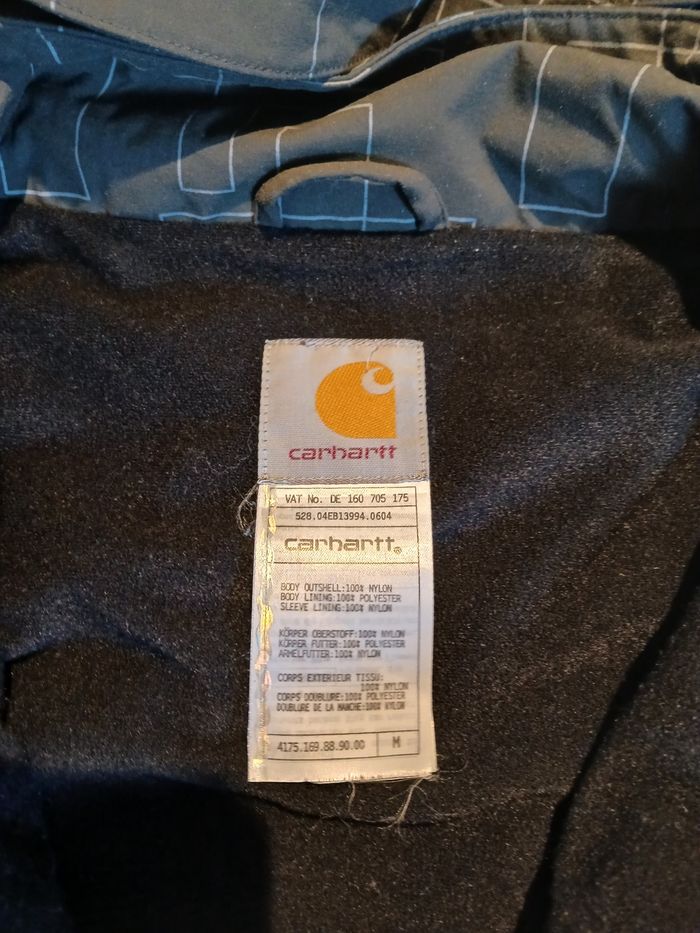 carhartt
VAT No. DE 160 705 175
528.04EB13994.0604
carhartt®
BODY OUTSHELL:100% NYLON
BODY LINING:100% POLYESTER
SLEEVE LINING:100% NYLON
KÖRPER OBERSTOFF:100% NYLON
KÖRPER FUTTER:100% POLYESTER
ARMELFUTTER:100% NYLON
CORPS EXTERIEUR TISSU:
100% NYLON
CORPS DOUBLURE:100% POLYESTER
DOUBLURE DE LA MANCHE:100% NYLON
4175.169.88.90.00 M